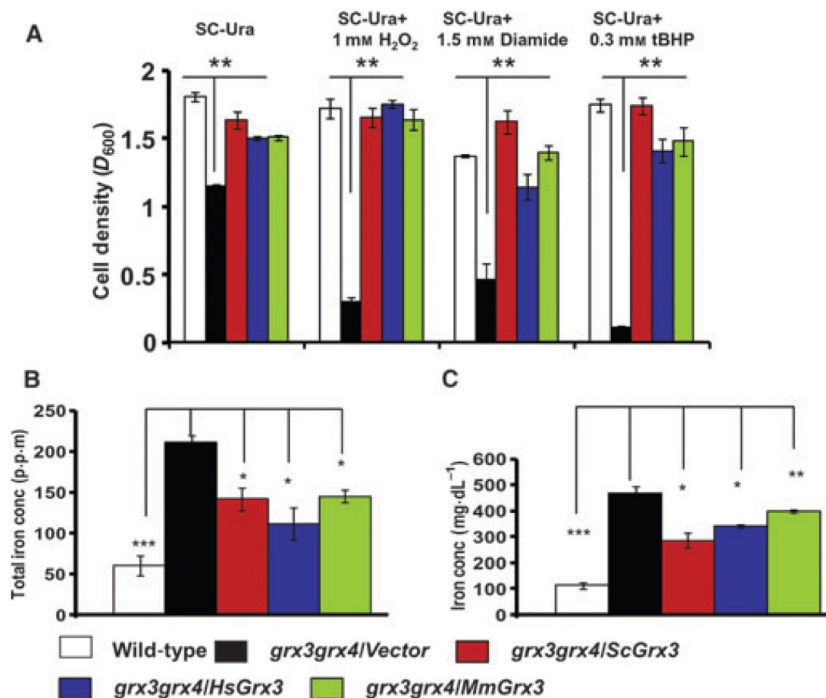 A
SC-Ura
SC-Ura+
1 mM H₂O₂
SC-Ura+
1.5 mM Diamide
SC-Ura+
0.3 mM tBHP
Cell density (D₆₀₀)
2
1.5
1
0.5
0
**
**
**
**
B
Total iron conc (p·p·m)
250
200
150
100
50
0
***
*
*
*
C
Iron conc (mg·dL⁻¹)
600
500
400
300
200
100
0
***
*
*
**
Wild-type
grx3grx4/Vector
grx3grx4/ScGrx3
grx3grx4/HsGrx3
grx3grx4/MmGrx3